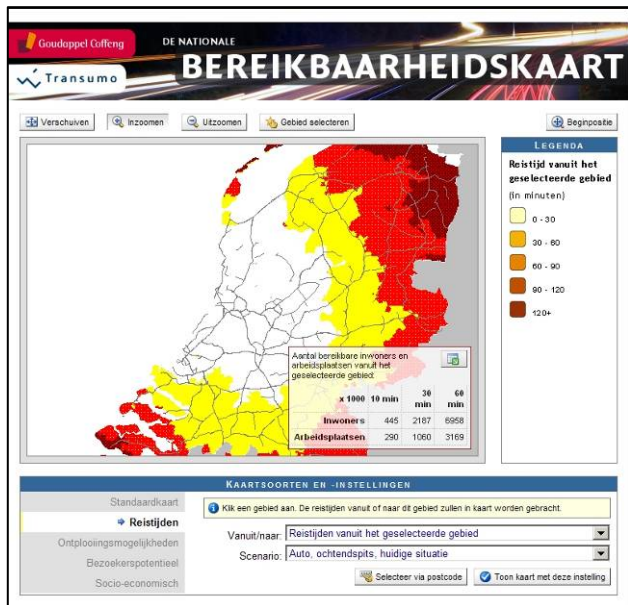 Goudappel Coffeng
DE NATIONALE
BEREIKBAARHEIDSKAART
Transumo
Verschuiven
Inzoomen
Uitzoomen
Gebied selecteren
Beginpositie
LEGENDA
Reistijd vanuit het
geselecteerde gebied
(in minuten)
0 - 30
30 - 60
60 - 90
90 - 120
120+
Aantal bereikbare inwoners en
arbeidsplaatsen vanuit het
geselecteerde gebied:
x 1000 10 min 30 min 60 min
Inwoners 445 2187 6958
Arbeidsplaatsen 290 1060 3169
KAARTSOORTEN EN -INSTELLINGEN
Standaardkaart
Reistijden
Ontplooiingsmogelijkheden
Bezoekerspotentieel
Socio-economisch
Klik een gebied aan. De reistijden vanuit of naar dit gebied zullen in kaart worden gebracht.
Vanuit/naar: Reistijden vanuit het geselecteerde gebied
Scenario: Auto, ochtendspits, huidige situatie
Selecteer via postcode
Toon kaart met deze instelling